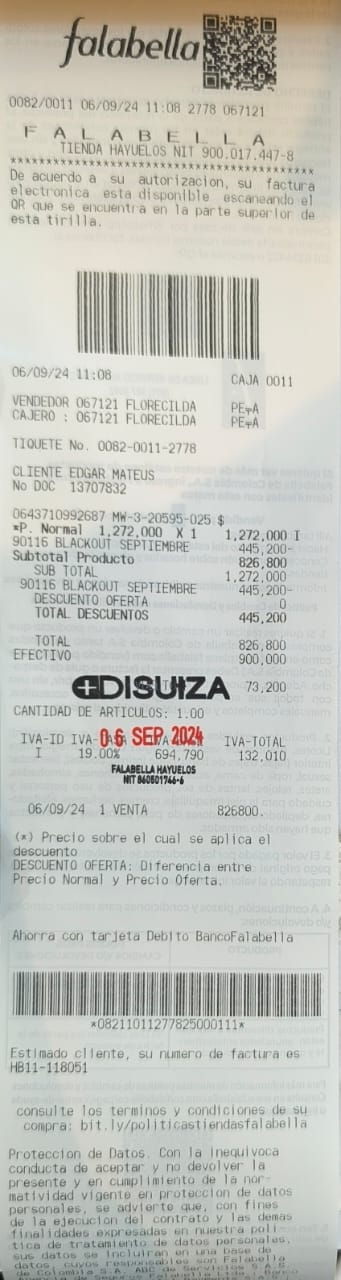 falabella
0082/0011 06/09/24 11:08 2778 067121
F A L A B E L L A
TIENDA HAYUELOS NIT 900.017.447-8
****************************************
De acuerdo a su autorizacion, su factura
electronica esta disponible escaneando el
QR que se encuentra en la parte superior de
esta tirilla.
06/09/24 11:08 CAJA 0011
VENDEDOR 067121 FLORECILDA
CAJERO : 067121 FLORECILDA
TIQUETE No. 0082-0011-2778
CLIENTE EDGAR MATEUS
No DOC 13707832
0643710992687 MW-3-20595-025 $
*P. Normal 1,272,000 X 1 1,272,000 I
90116 BLACKOUT SEPTIEMBRE 445,200-
Subtotal Producto 826,800
SUB TOTAL 1,272,000
90116 BLACKOUT SEPTIEMBRE 445,200-
DESCUENTO OFERTA 0
TOTAL DESCUENTOS 445,200
TOTAL 826,800
EFECTIVO 900,000
DISUIZA 73,200
CANTIDAD DE ARTICULOS: 1.00
IVA-ID IVA- 06 SEP. 2024 IVA-TOTAL
I 19.00% 694,790 132,010
FALABELLA HAYUELOS
NIT 860501766-6
06/09/24 1 VENTA 826800.
(*) Precio sobre el cual se aplica el
descuento
DESCUENTO OFERTA: Diferencia entre
Precio Normal y Precio Oferta.
Ahorra con tarjeta Debito BancoFalabella
*08211011277825000111*
Estimado cliente, su numero de factura es
HB11-118051
consulte los terminos y condiciones de su
compra: bit.ly/politicastiendasfalabella
Proteccion de Datos. Con la inequivoca
conducta de aceptar y no devolver la
presente y en cumplimiento de la nor-
matividad vigente en proteccion de datos
personales, se advierte que, con fines
de la ejecucion del contrato y las demas
finalidades expresadas en nuestra poli
tica de tratamiento de datos personales,
sus datos se incluiran en una base de
datos, cuyos responsables son Falabella
de Colombia S.A. ABC de Servicios S.A.S.